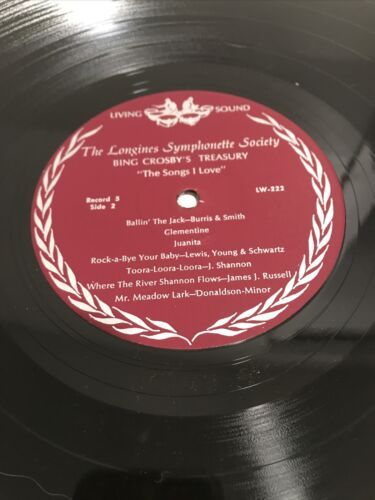 LIVING SOUND
The Longines Symphonette Society
BING CROSBY'S TREASURY
"The Songs I Love"
Record 5 LW-222
Side 2
Ballin' The Jack—Burris & Smith
Clementine
Juanita
Rock-a-Bye Your Baby—Lewis, Young & Schwartz
Toora-Loora-Loora—J. Shannon
Where The River Shannon Flows—James J. Russell
Mr. Meadow Lark—Donaldson-Minor